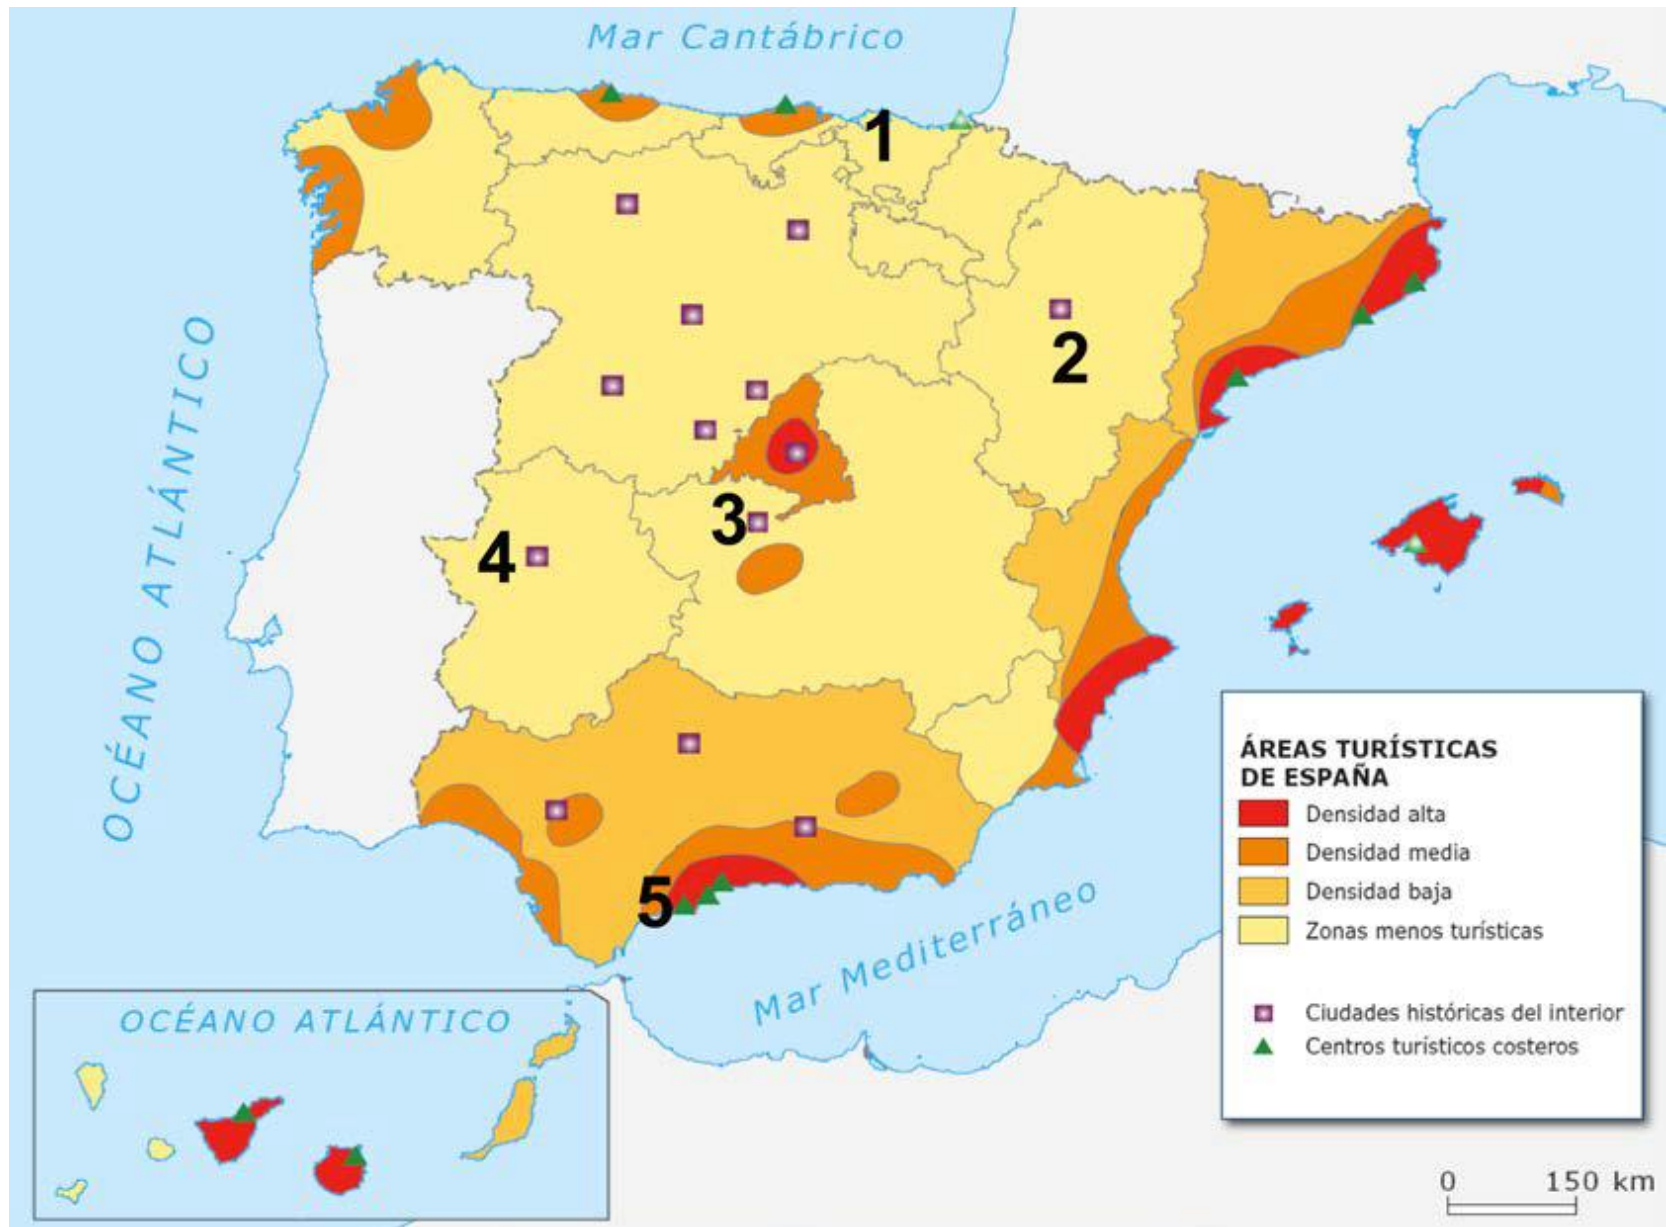 Mar Cantábrico
1
2
3
4
5
OCÉANO ATLÁNTICO
Mar Mediterráneo
OCÉANO ATLÁNTICO
ÁREAS TURÍSTICAS
DE ESPAÑA
Densidad alta
Densidad media
Densidad baja
Zonas menos turísticas
Ciudades históricas del interior
Centros turísticos costeros
0 150 km